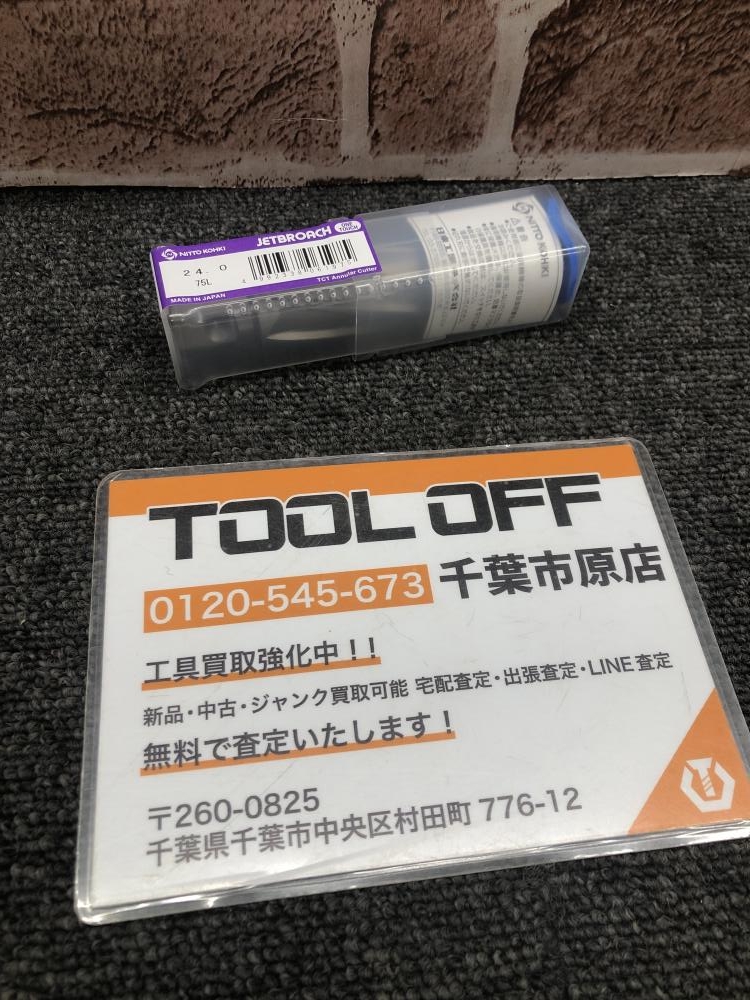 NITTO KOHKI JETBROACH ONE TOUCH
24.0
75L
TCT Annular Cutter
MADE IN JAPAN
NITTO KOHKI
TOOL OFF
0120-545-673 千葉市原店
工具買取強化中！！
新品・中古・ジャンク買取可能 宅配査定・出張査定・LINE査定
無料で査定いたします！
〒260-0825
千葉県千葉市中央区村田町 776-12